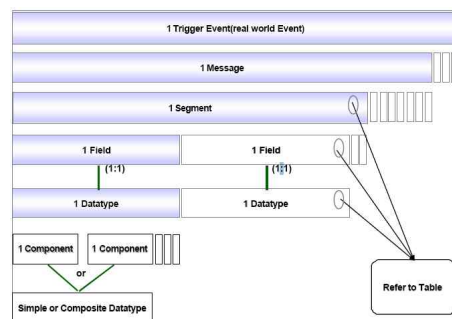 1 Trigger Event(real world Event)
1 Message
1 Segment
1 Field
1 Field
(1:1)
(1:1)
1 Datatype
1 Datatype
1 Component
1 Component
or
Refer to Table
Simple or Composite Datatype